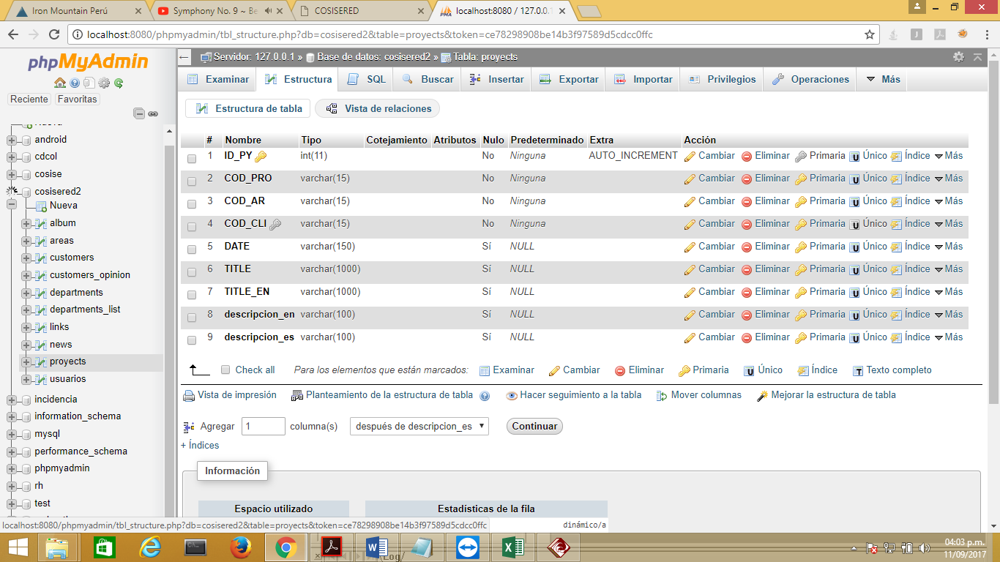 Iron Mountain Perú
Symphony No. 9 ~ Be
COSISERED
localhost:8080 / 127.0.0.1
localhost:8080/phpmyadmin/tbl_structure.php?db=cosisered2&table=proyects&token=ce78298908be14b3f97589d5cdcc0ffc
phpMyAdmin
Reciente Favoritas
Nueva
android
cdcol
cosise
cosisered2
Nueva
album
areas
customers
customers_opinion
departments
departments_list
links
news
proyects
usuarios
incidencia
information_schema
mysql
performance_schema
phpmyadmin
rh
test
Servidor: 127.0.0.1 » Base de datos: cosisered2 » Tabla: proyects
Examinar Estructura SQL Buscar Insertar Exportar Importar Privilegios Operaciones Más
Estructura de tabla Vista de relaciones
# Nombre Tipo Cotejamiento Atributos Nulo Predeterminado Extra Acción
1 ID_PY int(11) No Ninguna AUTO_INCREMENT Cambiar Eliminar Primaria Único Índice Más
2 COD_PRO varchar(15) No Ninguna Cambiar Eliminar Primaria Único Índice Más
3 COD_AR varchar(15) No Ninguna Cambiar Eliminar Primaria Único Índice Más
4 COD_CLI varchar(15) No Ninguna Cambiar Eliminar Primaria Único Índice Más
5 DATE varchar(150) Sí NULL Cambiar Eliminar Primaria Único Índice Más
6 TITLE varchar(1000) Sí NULL Cambiar Eliminar Primaria Único Índice Más
7 TITLE_EN varchar(1000) Sí NULL Cambiar Eliminar Primaria Único Índice Más
8 descripcion_en varchar(100) Sí NULL Cambiar Eliminar Primaria Único Índice Más
9 descripcion_es varchar(100) Sí NULL Cambiar Eliminar Primaria Único Índice Más
Check all Para los elementos que están marcados: Examinar Cambiar Eliminar Primaria Único Índice Texto completo
Vista de impresión Planteamiento de la estructura de tabla Hacer seguimiento a la tabla Mover columnas Mejorar la estructura de tabla
Agregar 1 columna(s) después de descripcion_es Continuar
+ Índices
Información
Espacio utilizado Estadísticas de la fila
dinámico/a
localhost:8080/phpmyadmin/tbl_structure.php?db=cosisered2&table=proyects&token=ce78298908be14b3f97589d5cdcc0ffc
04:03 p.m.
11/09/2017